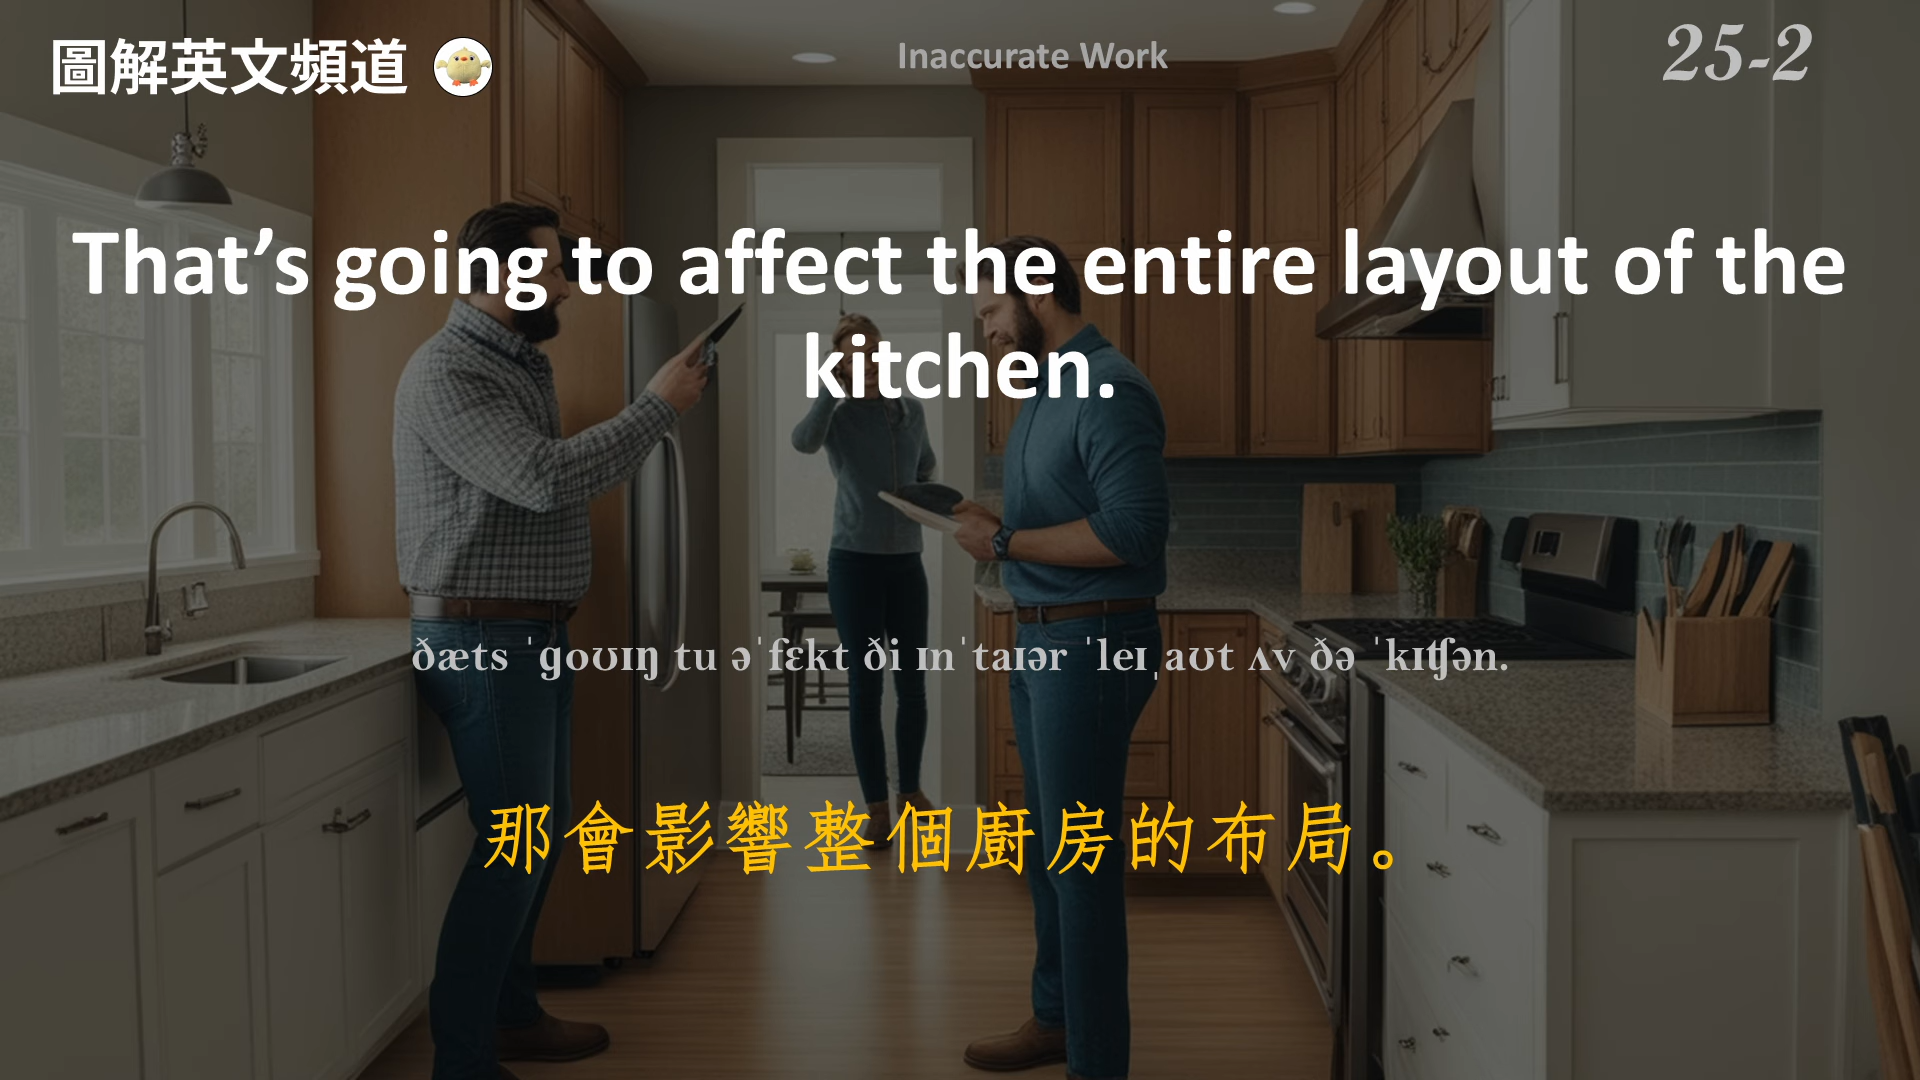 圖解英文頻道
Inaccurate Work
25-2
That’s going to affect the entire layout of the
kitchen.
ðæts ˈɡoʊɪŋ tu əˈfɛkt ði ɪnˈtaɪər ˈleɪˌaʊt ʌv ðə ˈkɪʧən.
那會影響整個廚房的布局。